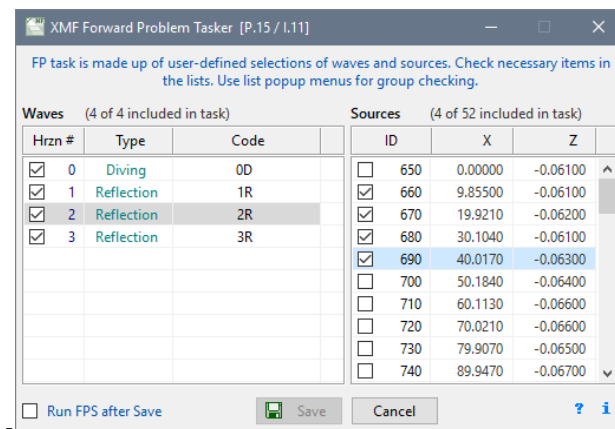 XMF Forward Problem Tasker [P.15 / I.11]
FP task is made up of user-defined selections of waves and sources. Check necessary items in
the lists. Use list popup menus for group checking.
Waves (4 of 4 included in task)
Hrzn # Type Code
0 Diving 0D
1 Reflection 1R
2 Reflection 2R
3 Reflection 3R
Sources (4 of 52 included in task)
ID X Z
650 0.00000 -0.06100
660 9.85500 -0.06100
670 19.9210 -0.06200
680 30.1040 -0.06100
690 40.0170 -0.06300
700 50.1840 -0.06400
710 60.1130 -0.06600
720 70.0210 -0.06600
730 79.9070 -0.06500
740 89.9470 -0.06700
Run FPS after Save Save Cancel ? i